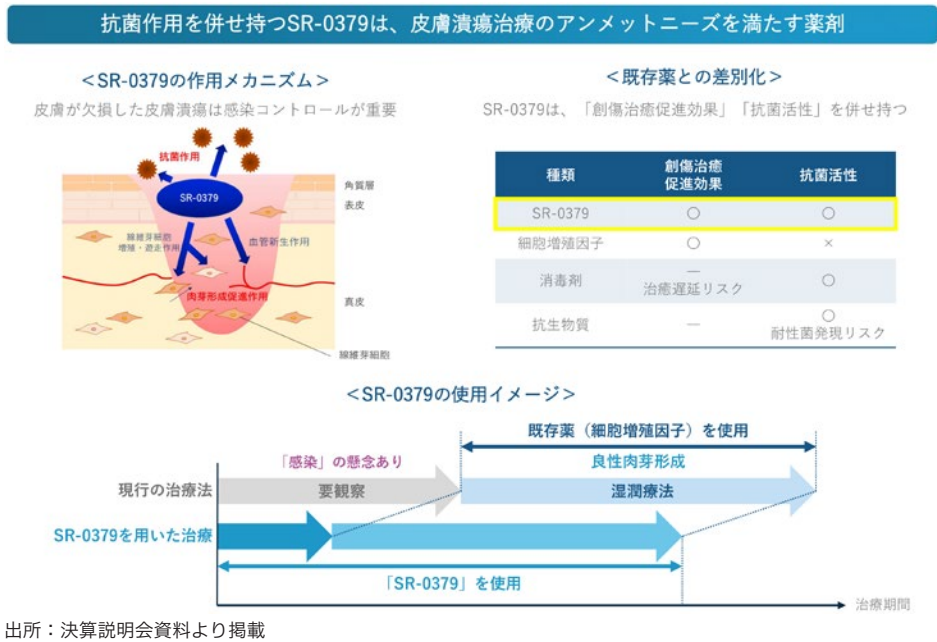 抗菌作用を併せ持つSR-0379は、皮膚潰瘍治療のアンメットニーズを満たす薬剤
＜SR-0379の作用メカニズム＞
皮膚が欠損した皮膚潰瘍は感染コントロールが重要
抗菌作用
SR-0379
角質層
表皮
線維芽細胞
増殖・遊走作用
血管新生作用
肉芽形成促進作用
真皮
線維芽細胞
＜既存薬との差別化＞
SR-0379は、「創傷治癒促進効果」「抗菌活性」を併せ持つ
種類 創傷治癒 抗菌活性
促進効果
SR-0379 〇 〇
細胞増殖因子 〇 ×
消毒剤 ― 〇
治癒遅延リスク
抗生物質 ― 〇
耐性菌発現リスク
＜SR-0379の使用イメージ＞
既存薬（細胞増殖因子）を使用
「感染」の懸念あり 良性肉芽形成
現行の治療法 要観察 湿潤療法
SR-0379を用いた治療
「SR-0379」を使用
治療期間
出所：決算説明会資料より掲載